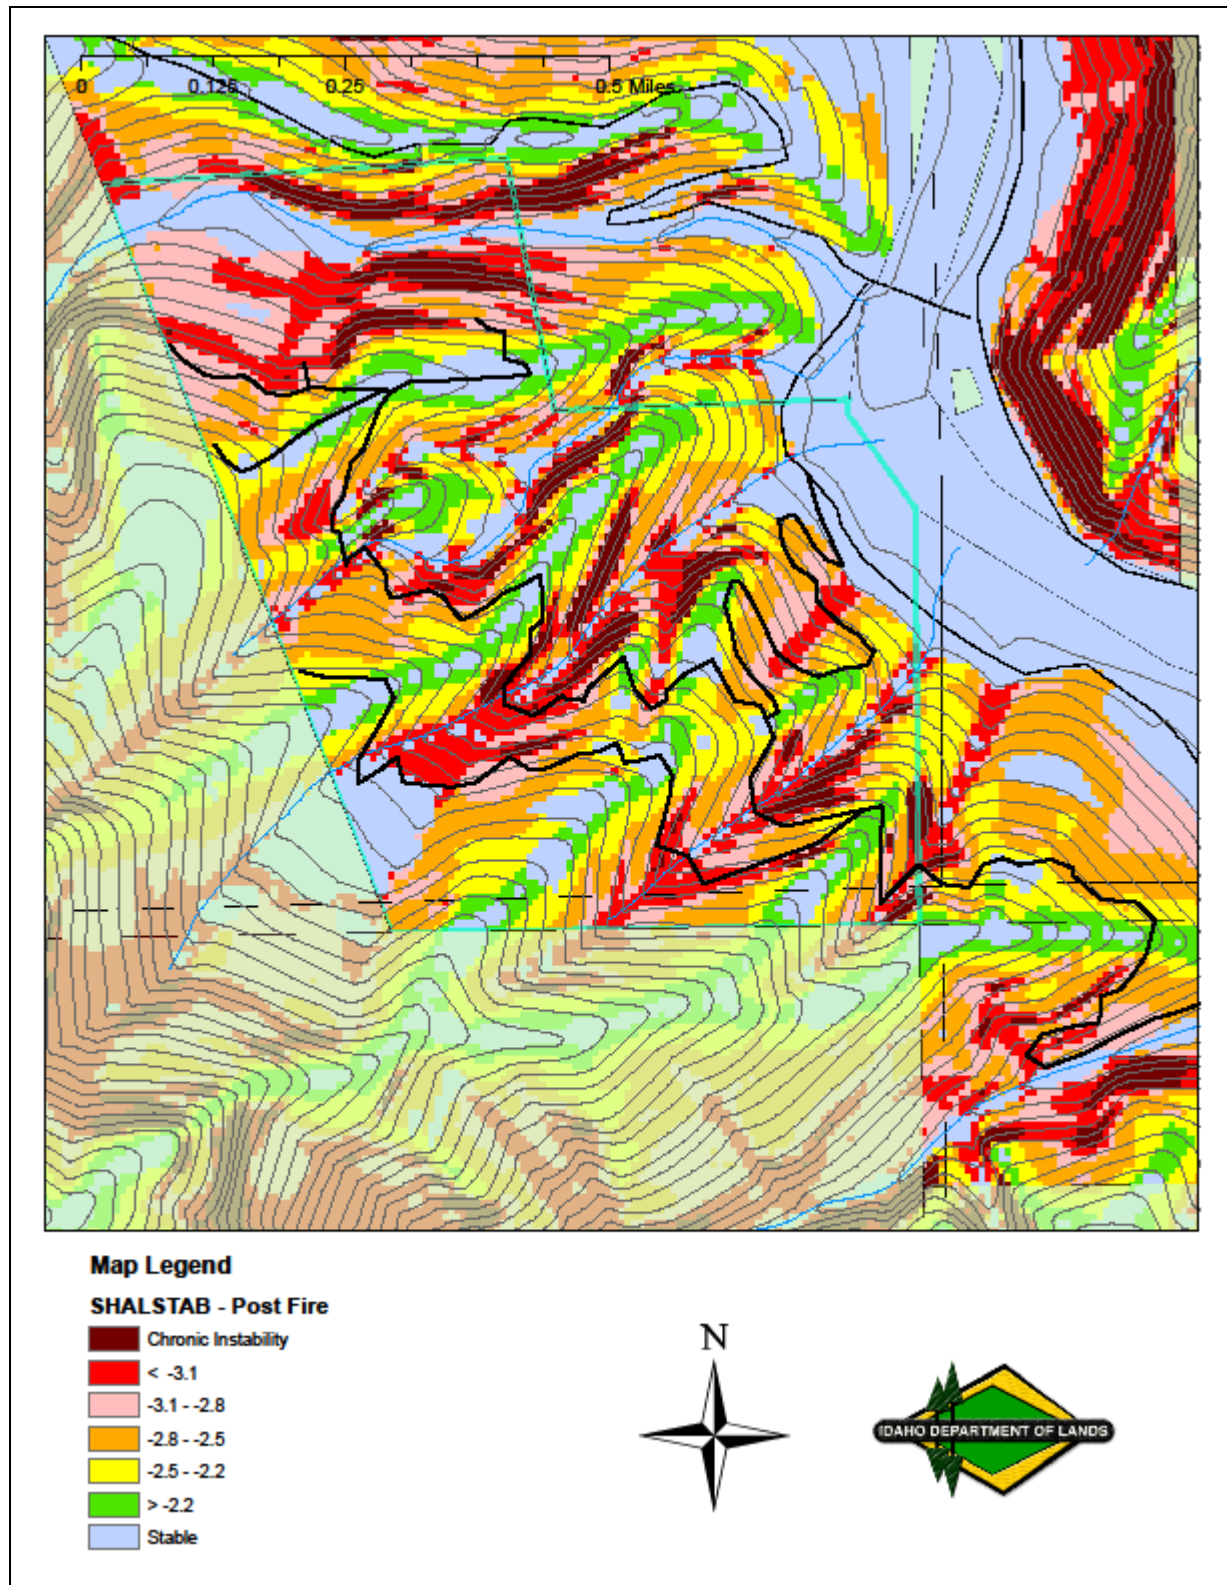 0 0.125 0.25 0.5 Miles
Map Legend
SHALSTAB - Post Fire
Chronic Instability
< -3.1
-3.1 - -2.8
-2.8 - -2.5
-2.5 - -2.2
> -2.2
Stable
N
IDAHO DEPARTMENT OF LANDS